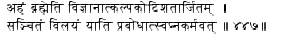 अहं ब्रह्मेति विज्ञानात्कल्पकोटिशतार्जितम् ।
सञ्चितं विलयं याति प्रबोधात्स्वप्नकर्मवत् ॥ ४४७॥